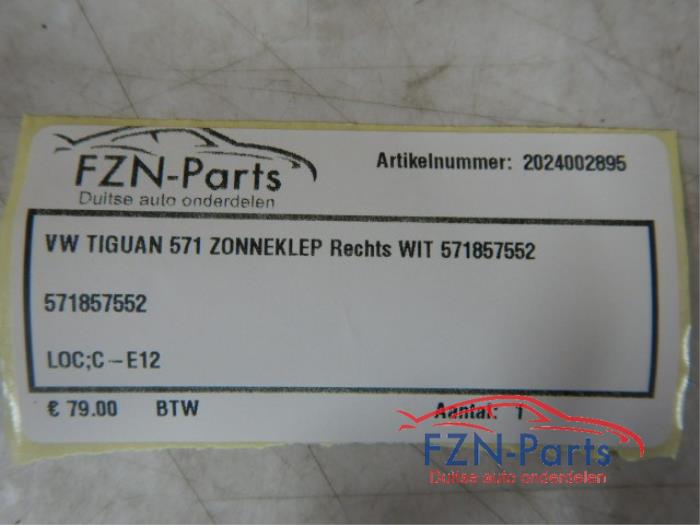 FZN-Parts
Duitse auto onderdelen
Artikelnummer: 2024002895
VW TIGUAN 571 ZONNEKLEP Rechts WIT 571857552
571857552
LOC;C-E12
€ 79.00 BTW Aantal: 1
FZN-Parts
Duitse auto onderdelen